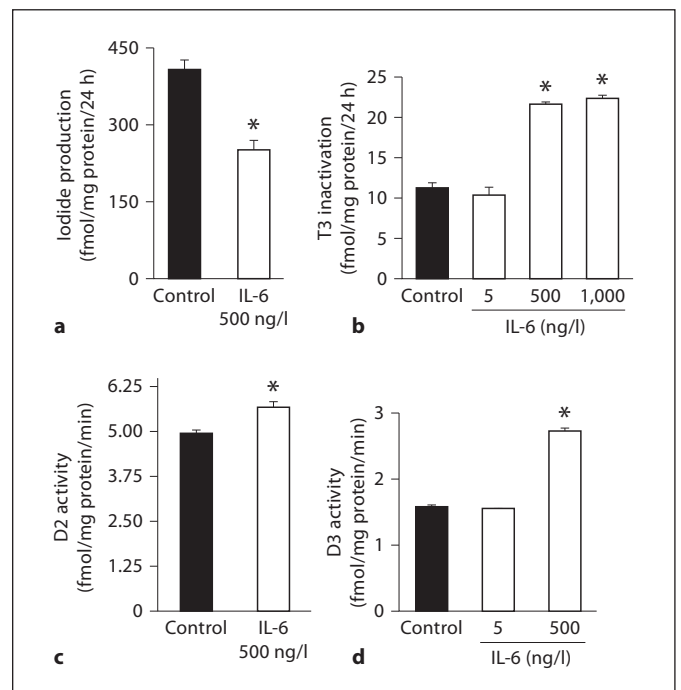 Iodide production
(fmol/mg protein/24 h)
450
300
150
0
*
Control
IL-6
500 ng/l
a
T3 inactivation
(fmol/mg protein/24 h)
25
20
15
10
5
0
*
*
Control
5
500
1,000
IL-6 (ng/l)
b
D2 activity
(fmol/mg protein/min)
6.25
5.00
3.75
2.50
1.25
0
*
Control
IL-6
500 ng/l
c
D3 activity
(fmol/mg protein/min)
3
2
1
0
*
Control
5
500
IL-6 (ng/l)
d